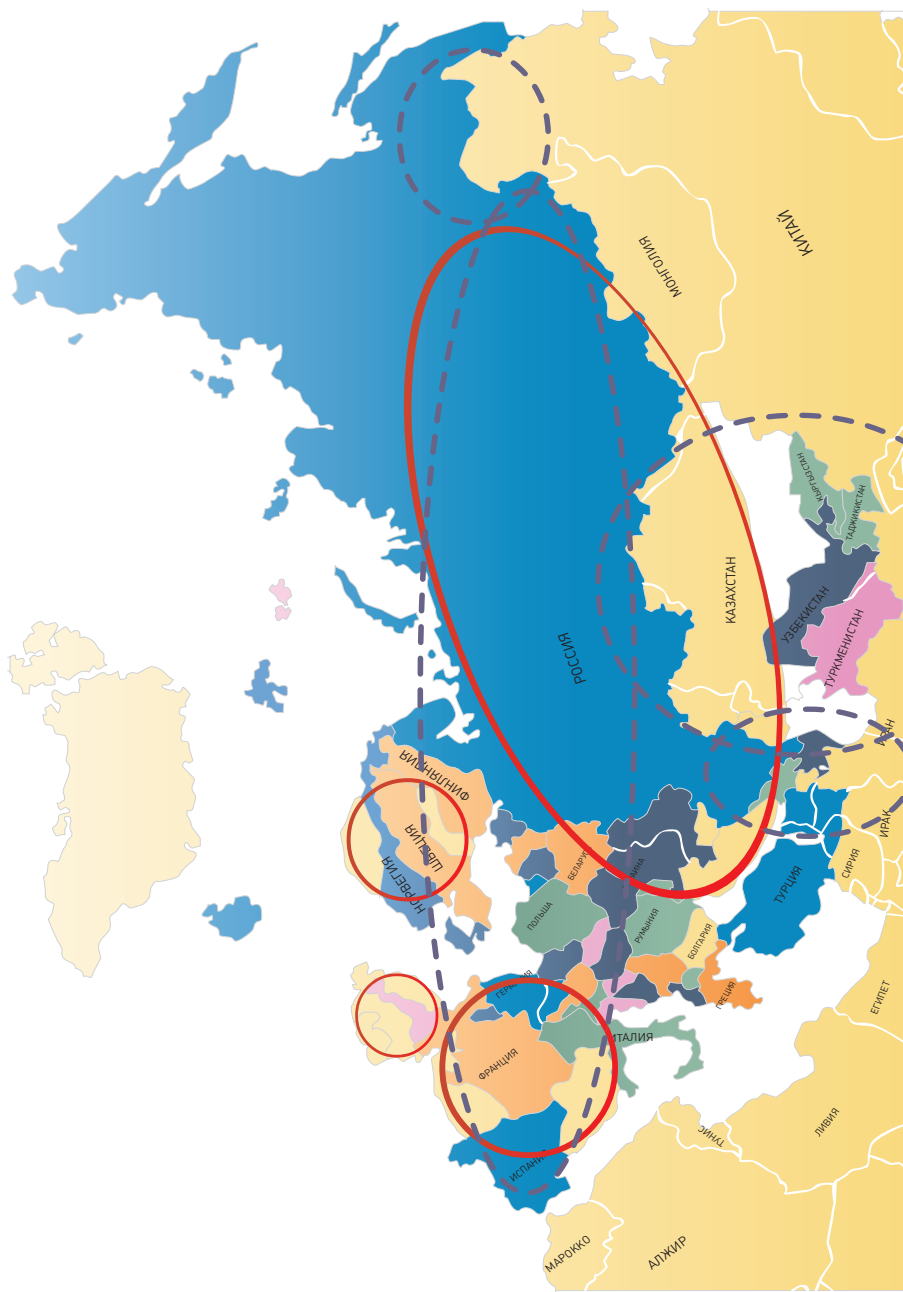 КИТАЙ
МОНГОЛИЯ
КЫРГЫЗСТАН
ТАДЖИКИСТАН
КАЗАХСТАН
УЗБЕКИСТАН
ТУРКМЕНИСТАН
РОССИЯ
ИРАН
ФИНЛЯНДИЯ
ШВЕЦИЯ
НОРВЕГИЯ
ИРАК
СИРИЯ
ТУРЦИЯ
ПОЛЬША
РУМЫНИЯ
БОЛГАРИЯ
ГРЕЦИЯ
ЕГИПЕТ
ИТАЛИЯ
ФРАНЦИЯ
ТУНИС
ЛИВИЯ
ИСПАНИЯ
МАРОККО
АЛЖИР